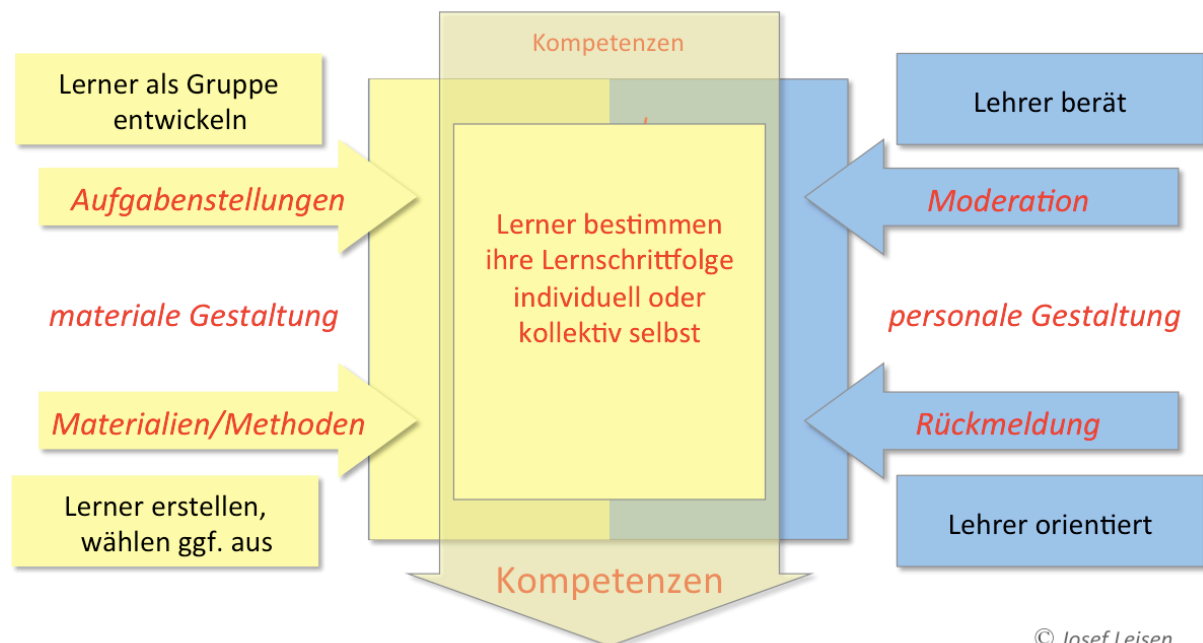 Kompetenzen
Lerner als Gruppe
entwickeln
Lehrer berät
Aufgabenstellungen
Moderation
Lerner bestimmen
ihre Lernschrittfolge
individuell oder
kollektiv selbst
materiale Gestaltung
personale Gestaltung
Materialien/Methoden
Rückmeldung
Lerner erstellen,
wählen ggf. aus
Lehrer orientiert
Kompetenzen
© Josef Leisen